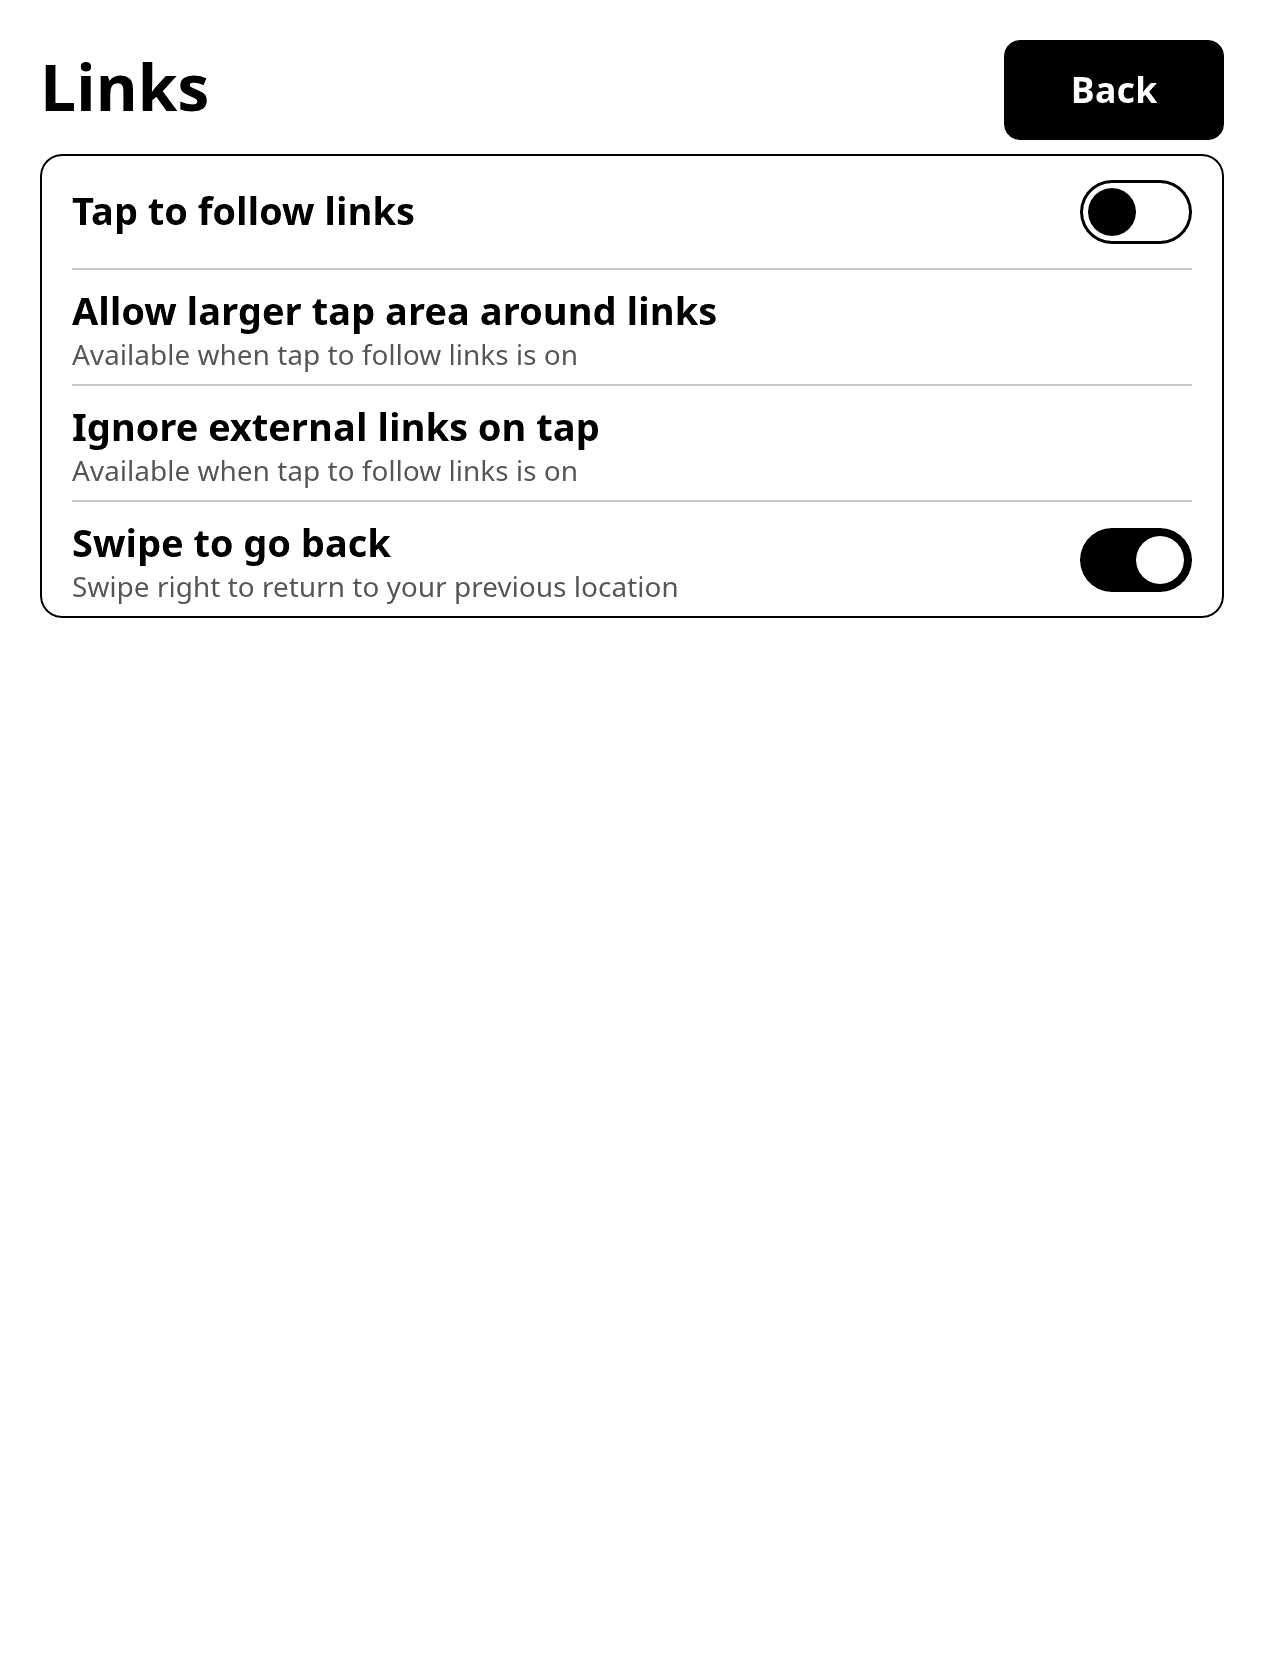 Links
Back
Tap to follow links
Allow larger tap area around links
Available when tap to follow links is on
Ignore external links on tap
Available when tap to follow links is on
Swipe to go back
Swipe right to return to your previous location